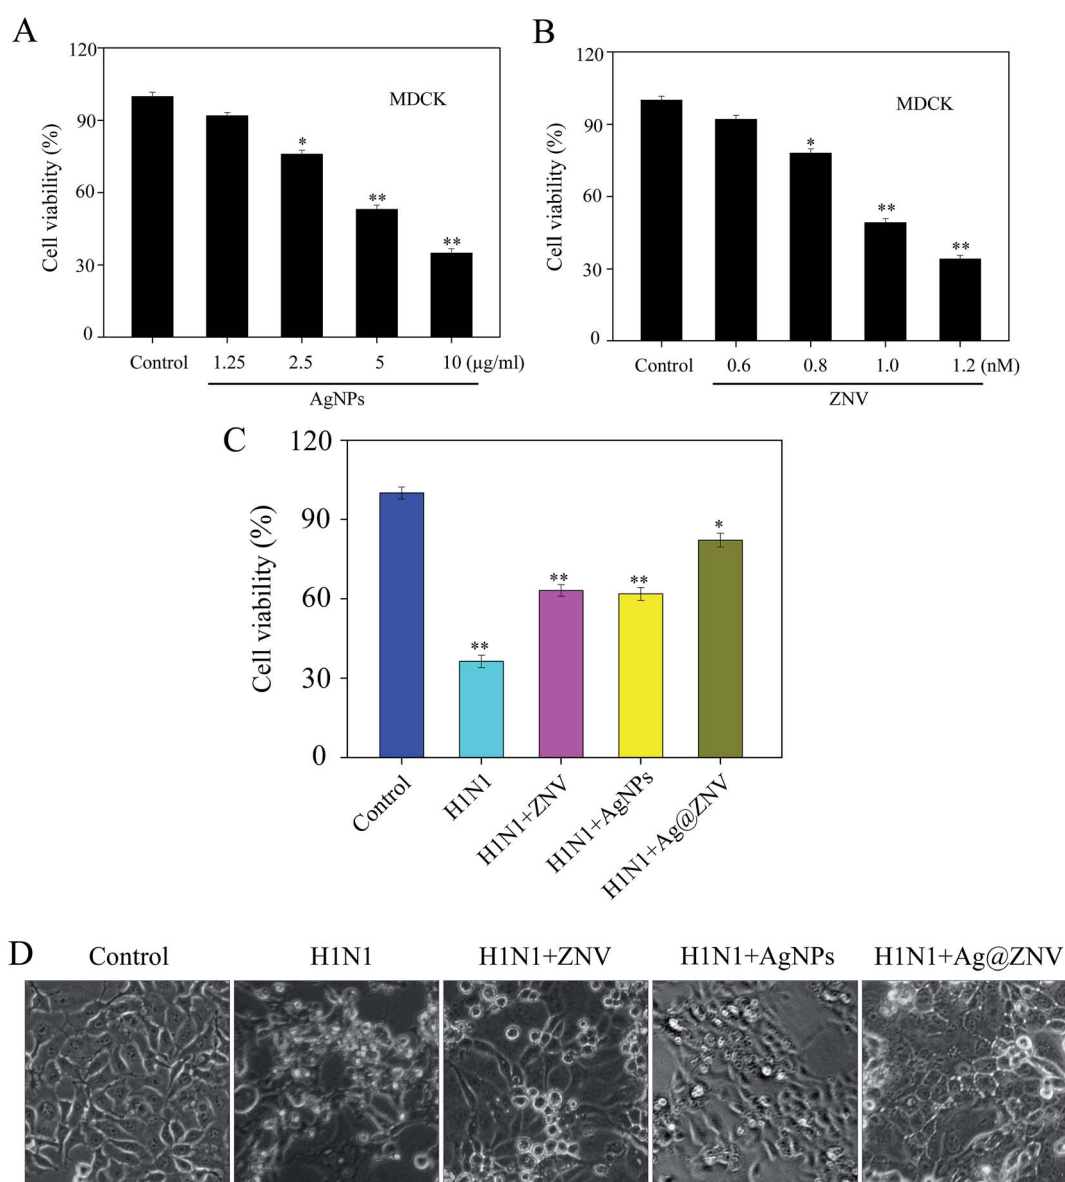 A
120
90
60
30
0
Cell viability (%)
MDCK
*
**
**
Control 1.25 2.5 5 10 (μg/ml)
AgNPs
B
120
90
60
30
0
Cell viability (%)
MDCK
*
**
**
Control 0.6 0.8 1.0 1.2 (nM)
ZNV
C
120
90
60
30
0
Cell viability (%)
**
**
**
*
Control
H1N1
H1N1+ZNV
H1N1+AgNPs
H1N1+Ag@ZNV
D
Control H1N1 H1N1+ZNV H1N1+AgNPs H1N1+Ag@ZNV